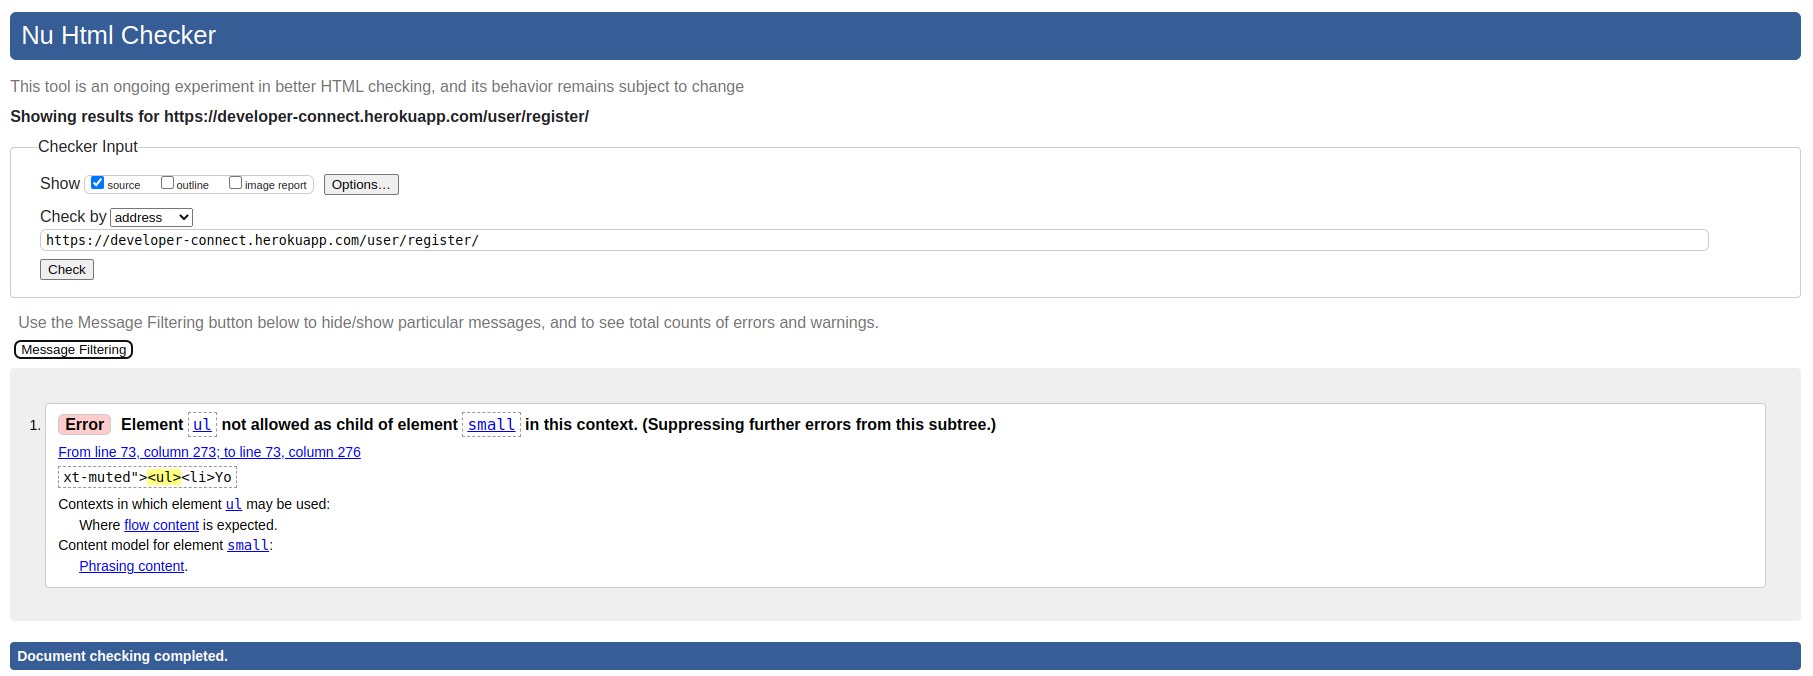 Nu Html Checker
This tool is an ongoing experiment in better HTML checking, and its behavior remains subject to change
Showing results for https://developer-connect.herokuapp.com/user/register/
Checker Input
Show source outline image report Options…
Check by address
https://developer-connect.herokuapp.com/user/register/
Check
Use the Message Filtering button below to hide/show particular messages, and to see total counts of errors and warnings.
Message Filtering
1. Error Element ul not allowed as child of element small in this context. (Suppressing further errors from this subtree.)
From line 73, column 273; to line 73, column 276
xt-muted"><ul><li>Yo
Contexts in which element ul may be used:
Where flow content is expected.
Content model for element small:
Phrasing content.
Document checking completed.